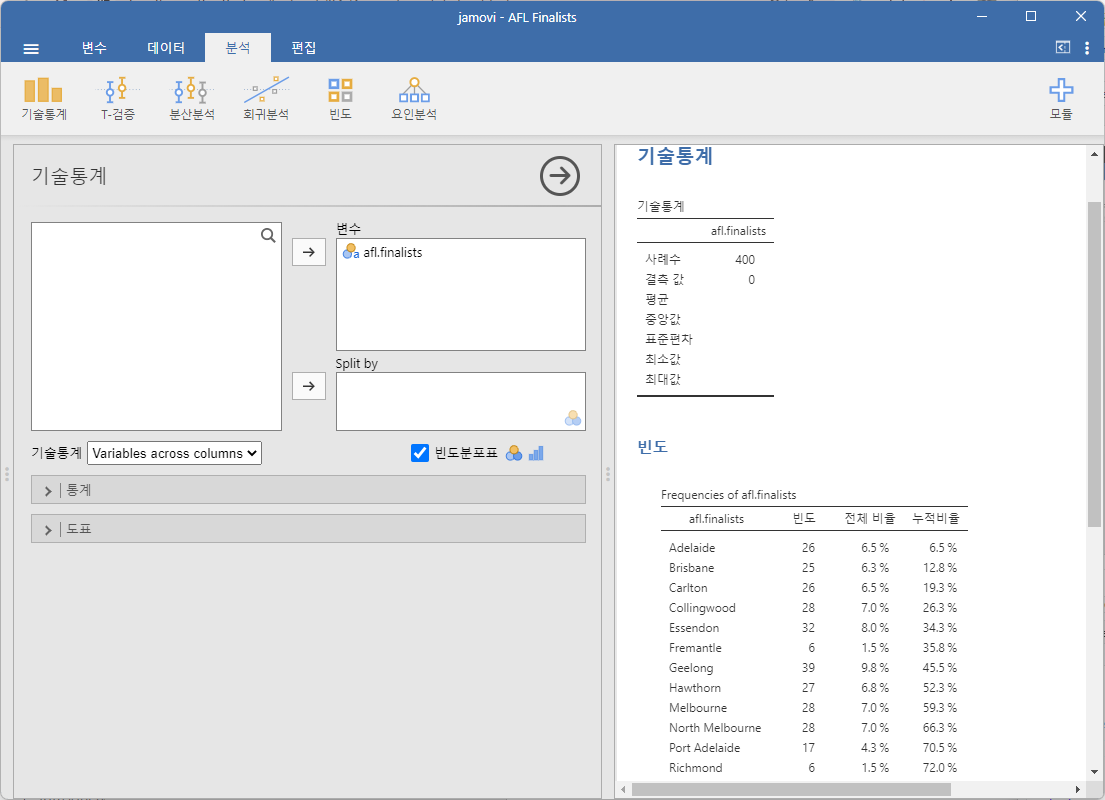 jamovi - AFL Finalists
변수 데이터 분석 편집
기술통계 T-검증 분산분석 회귀분석 빈도 요인분석 모듈
기술통계
변수
afl.finalists
Split by
기술통계 Variables across columns 빈도분포표
통계
도표
기술통계
기술통계
afl.finalists
사례수 400
결측 값 0
평균
중앙값
표준편차
최소값
최대값
빈도
Frequencies of afl.finalists
afl.finalists 빈도 전체 비율 누적비율
Adelaide 26 6.5 % 6.5 %
Brisbane 25 6.3 % 12.8 %
Carlton 26 6.5 % 19.3 %
Collingwood 28 7.0 % 26.3 %
Essendon 32 8.0 % 34.3 %
Fremantle 6 1.5 % 35.8 %
Geelong 39 9.8 % 45.5 %
Hawthorn 27 6.8 % 52.3 %
Melbourne 28 7.0 % 59.3 %
North Melbourne 28 7.0 % 66.3 %
Port Adelaide 17 4.3 % 70.5 %
Richmond 6 1.5 % 72.0 %